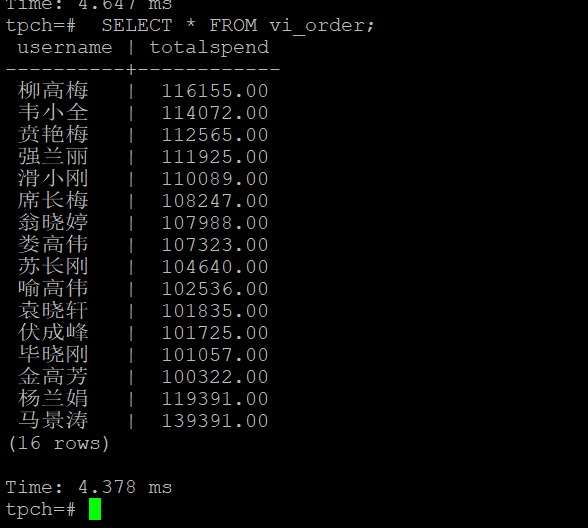 Time: 4.647 ms
tpch=#  SELECT * FROM vi_order;
 username | totalspend
----------+------------
 柳高梅   |  116155.00
 韦小全   |  114072.00
 贲艳梅   |  112565.00
 强兰丽   |  111925.00
 滑小刚   |  110089.00
 席长梅   |  108247.00
 翁晓婷   |  107988.00
 娄高伟   |  107323.00
 苏长刚   |  104640.00
 喻高伟   |  102536.00
 袁晓轩   |  101835.00
 伏成峰   |  101725.00
 毕晓刚   |  101057.00
 金高芳   |  100322.00
 杨兰娟   |  119391.00
 马景涛   |  139391.00
(16 rows)

Time: 4.378 ms
tpch=#